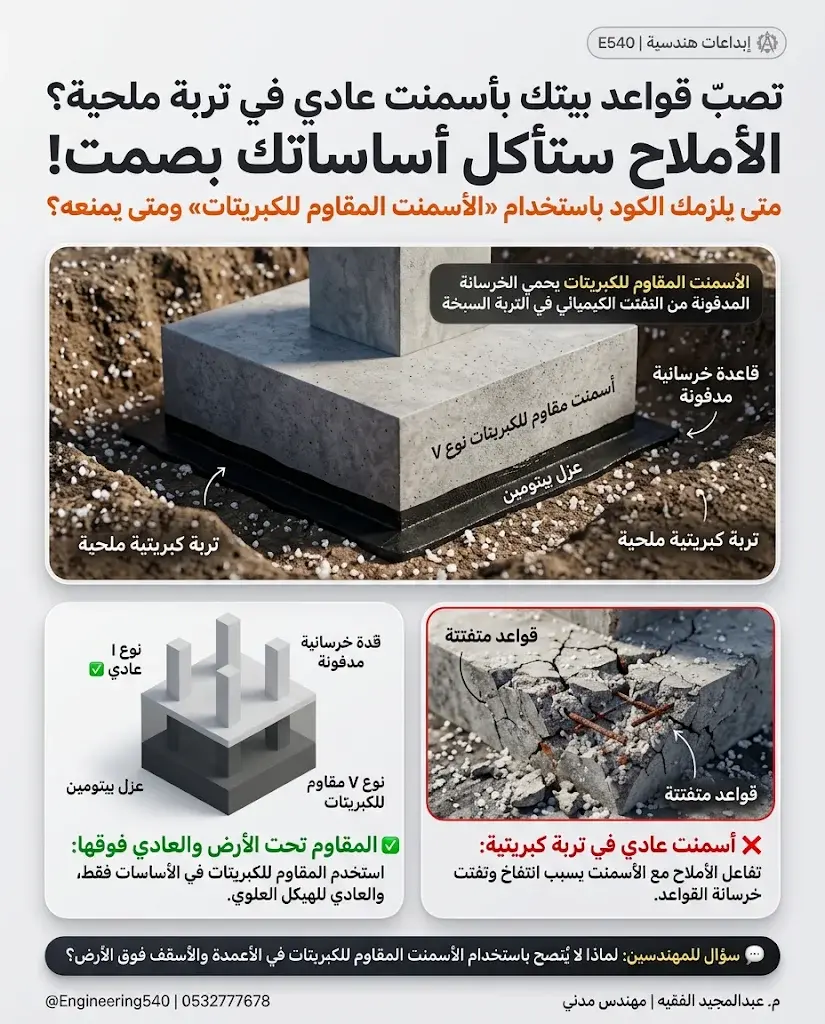 إبداعات هندسية | E540
تصبّ قواعد بيتك بأسمنت عادي في تربة ملحية؟
الأملاح ستأكل أساساتك بصمت!
متى يلزمك الكود باستخدام «الأسمنت المقاوم للكبريتات» ومتى يمنعه؟
الأسمنت المقاوم للكبريتات يحمي الخرسانة
المدفونة من التفتت الكيميائي في التربة السبخة
قاعدة خرسانية
مدفونة
أسمنت مقاوم للكبريتات نوع V
عزل بيتومين
تربة كبريتية ملحية
تربة كبريتية ملحية
قواعد متفتتة
قواعد متفتتة
❌ أسمنت عادي في تربة كبريتية:
تفاعل الأملاح مع الأسمنت يسبب انتفاخ وتفتت
خرسانة القواعد.
قدة خرسانية
مدفونة
نوع I
عادي ✅
نوع V مقاوم
للكبريتات
عزل بيتومين
✅ المقاوم تحت الأرض والعادي فوقها:
استخدم المقاوم للكبريتات في الأساسات فقط،
والعادي للهيكل العلوي.
💬 سؤال للمهندسين: لماذا لا يُنصح باستخدام الأسمنت المقاوم للكبريتات في الأعمدة والأسقف فوق الأرض؟
م. عبدالمجيد الفقيه | مهندس مدني
@Engineering540 | 0532777678